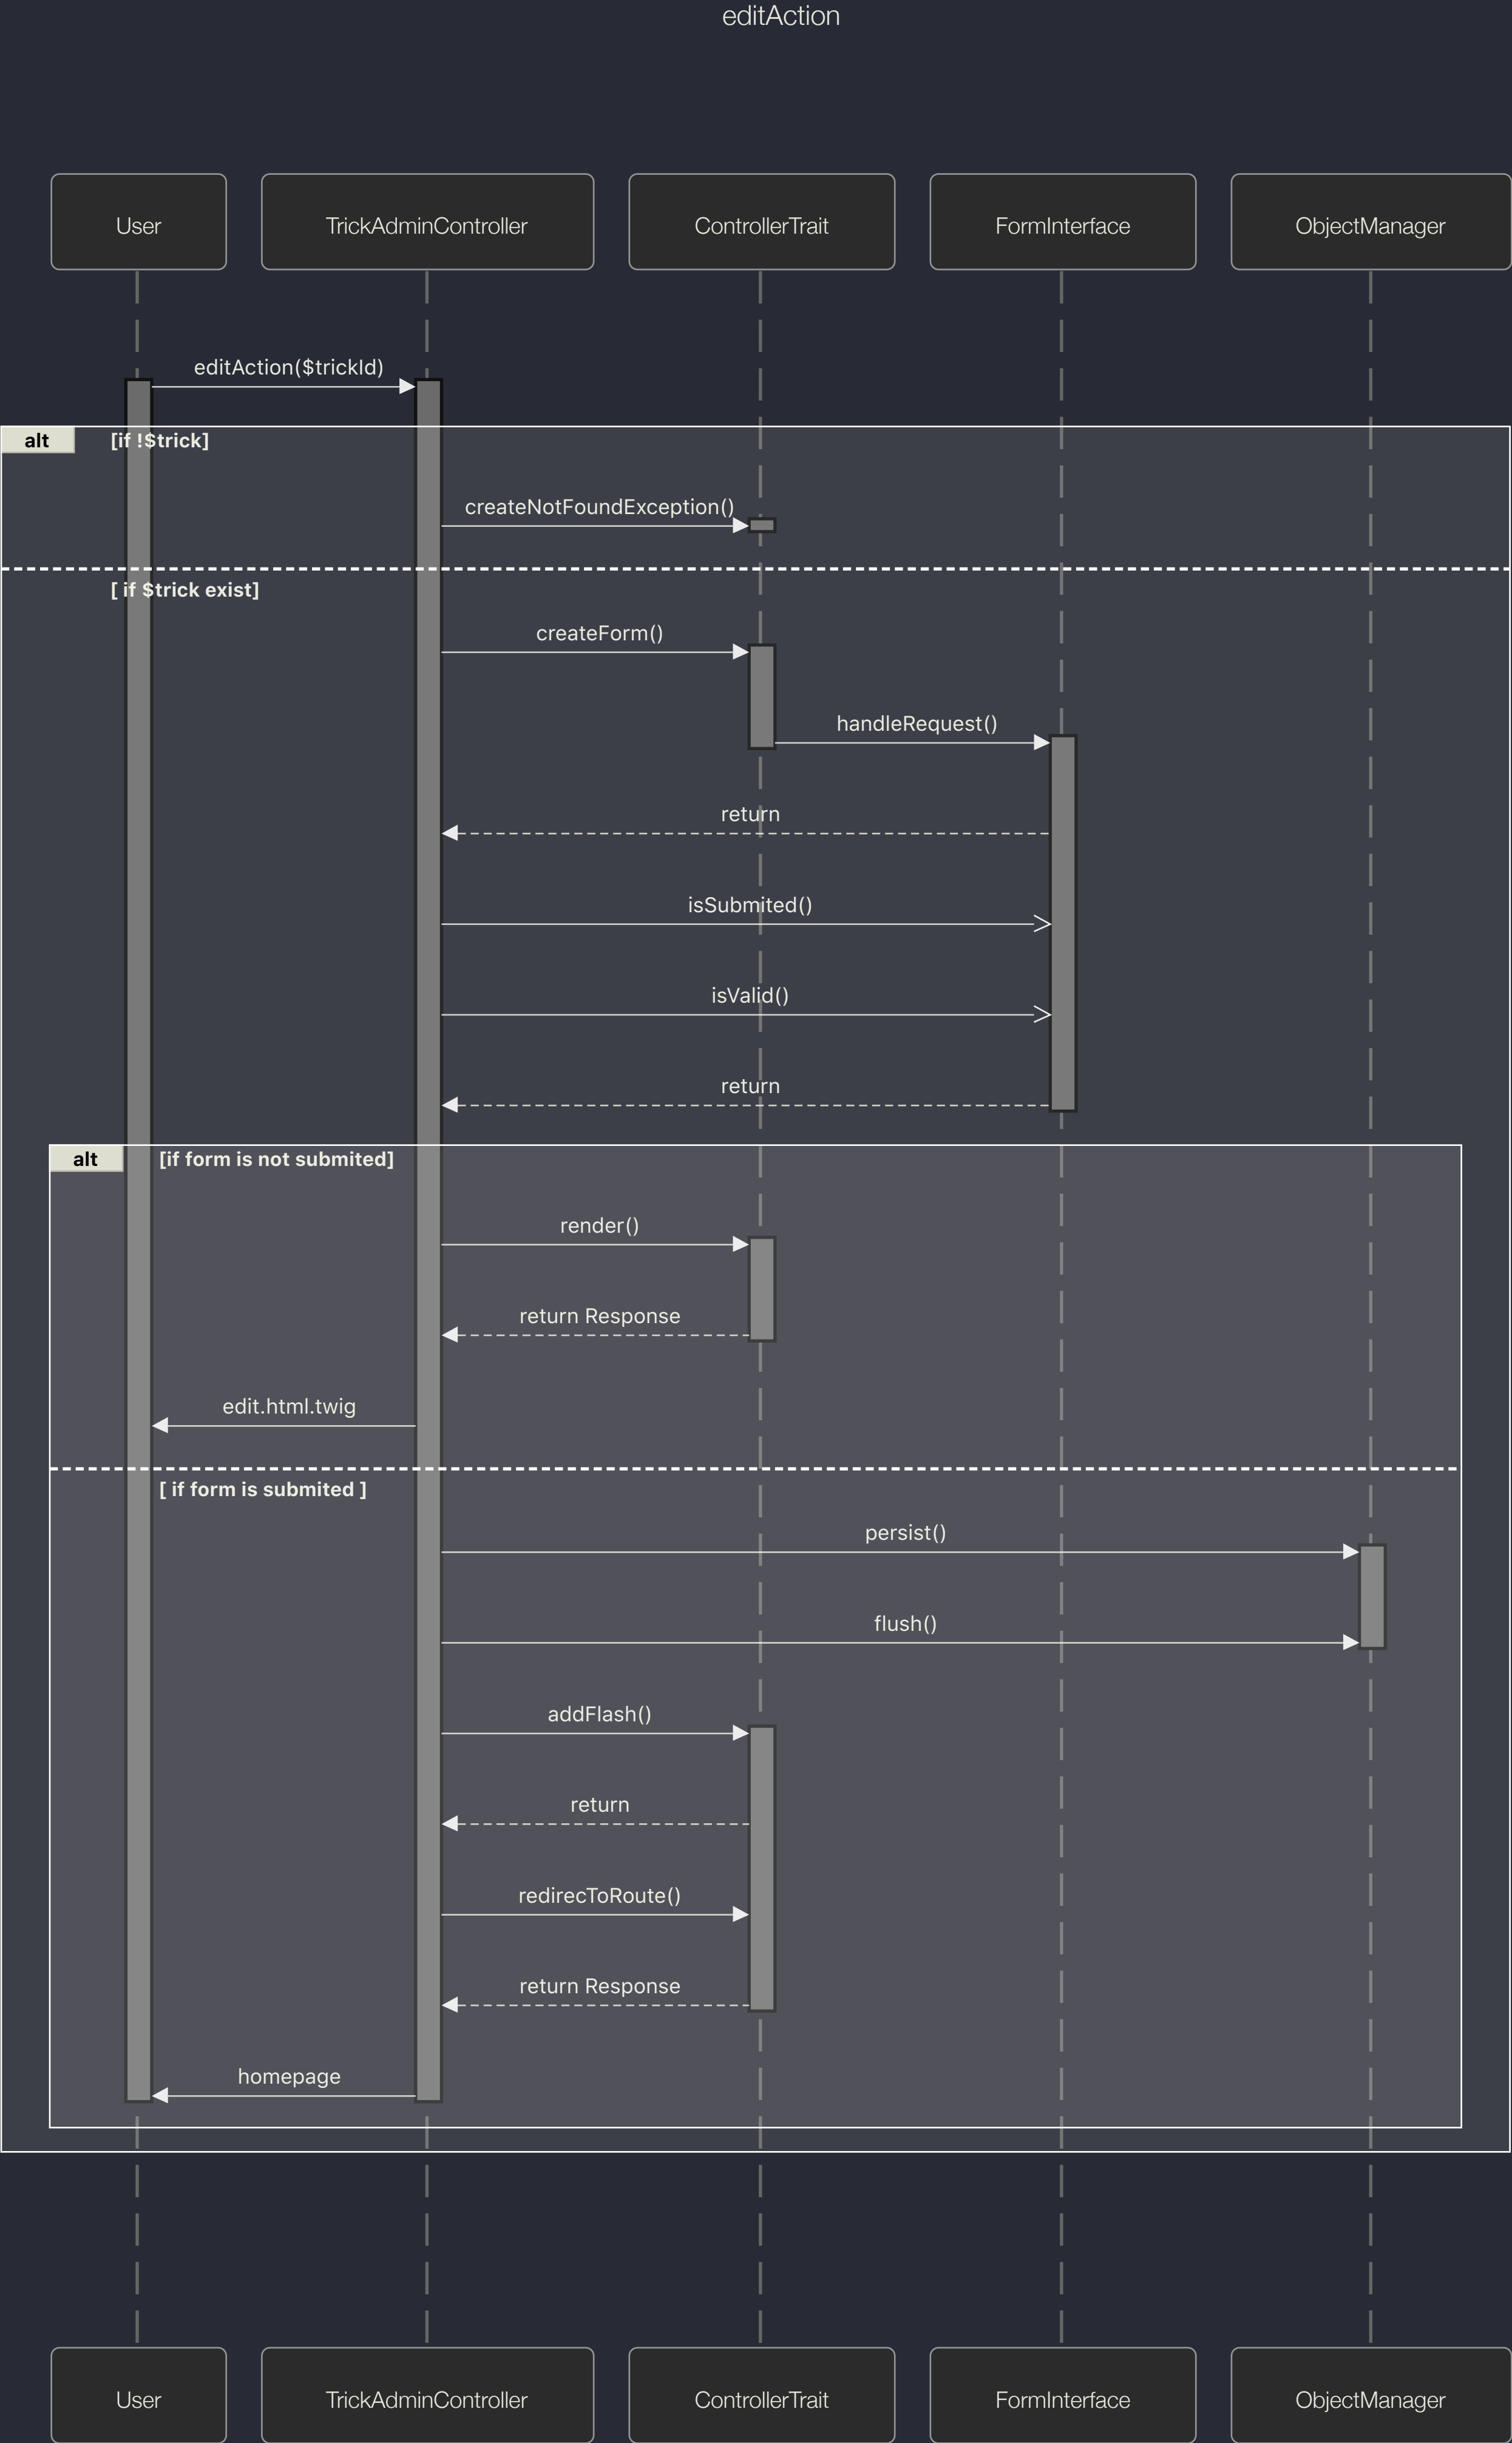 editAction
User
TrickAdminController
ControllerTrait
FormInterface
ObjectManager
editAction($trickId)
alt
[if !$trick]
createNotFoundException()
[ if $trick exist]
createForm()
handleRequest()
return
isSubmited()
isValid()
return
alt
[if form is not submited]
render()
return Response
edit.html.twig
[ if form is submited ]
persist()
flush()
addFlash()
return
redirecToRoute()
return Response
homepage
User
TrickAdminController
ControllerTrait
FormInterface
ObjectManager